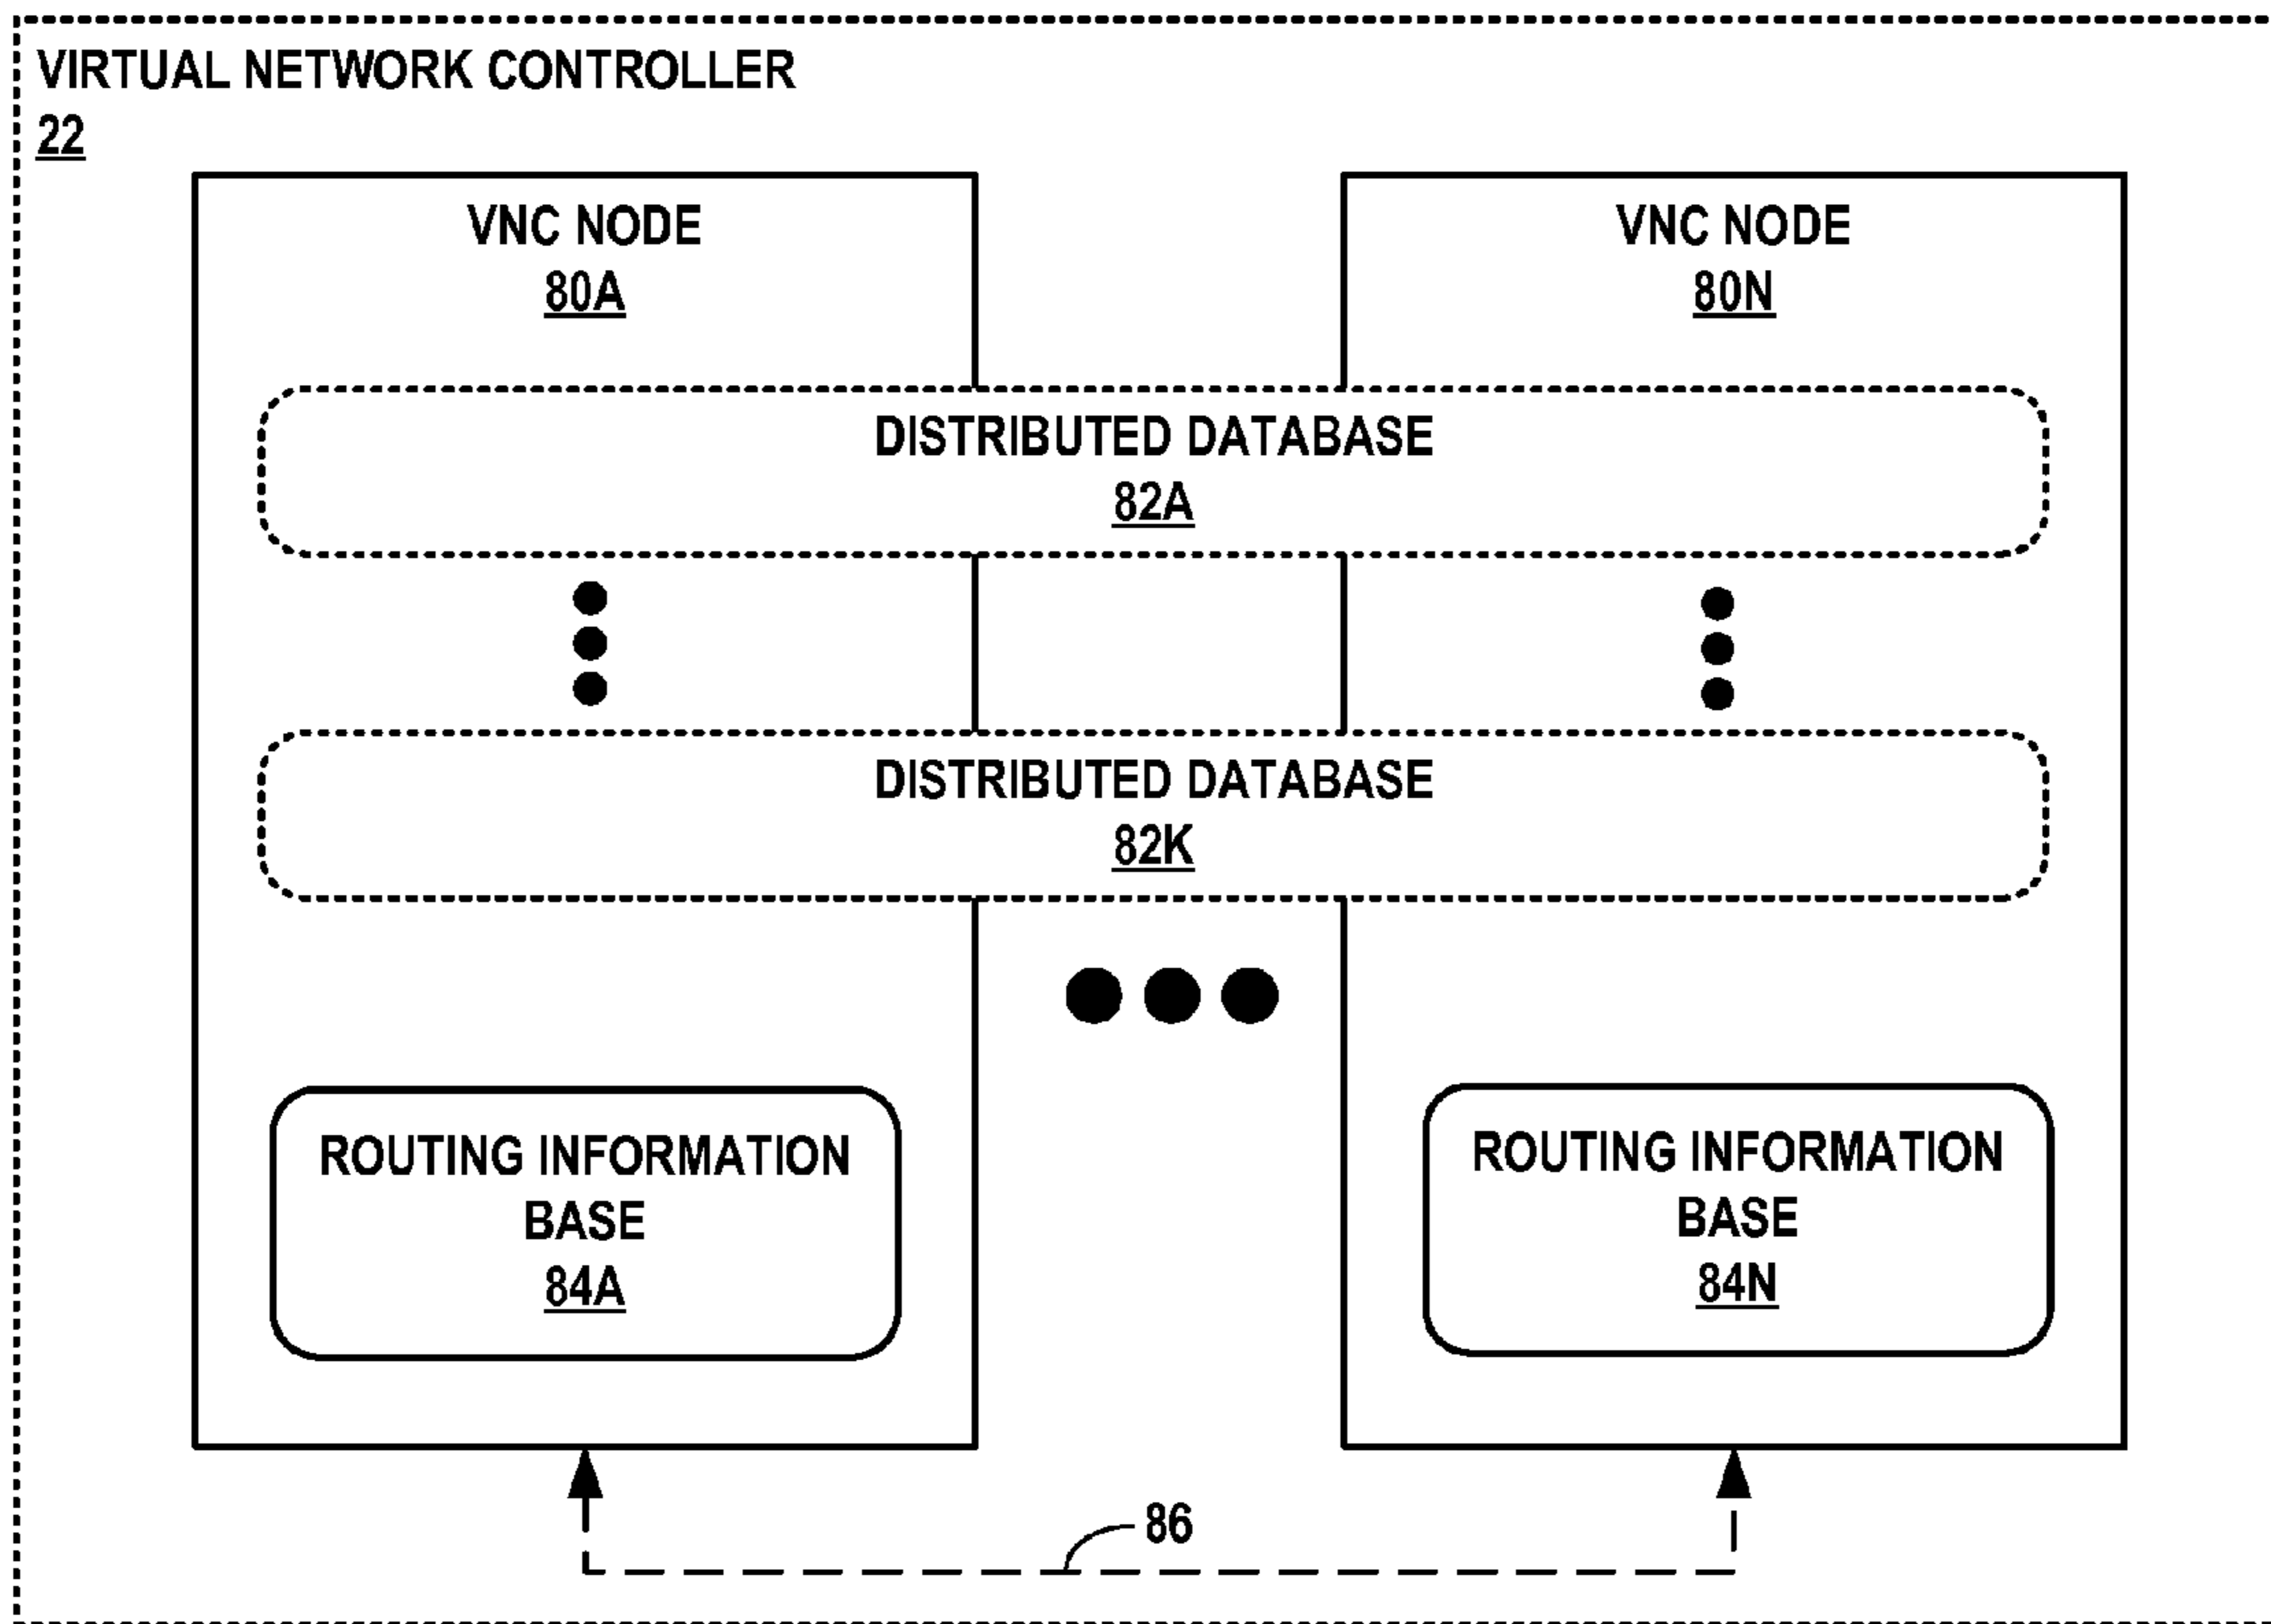 VIRTUAL NETWORK CONTROLLER
22
VNC NODE
80A
VNC NODE
80N
DISTRIBUTED DATABASE
82A
DISTRIBUTED DATABASE
82K
ROUTING INFORMATION
BASE
84A
ROUTING INFORMATION
BASE
84N
86